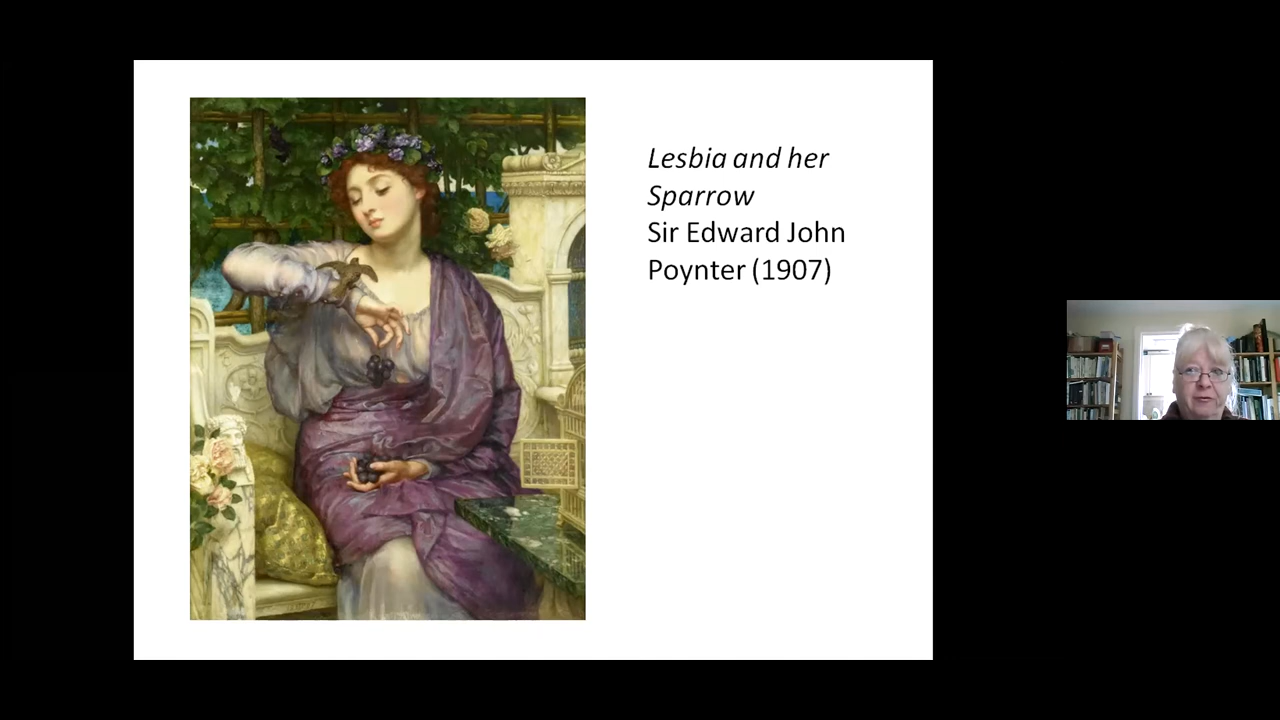 Lesbia and her
Sparrow
Sir Edward John
Poynter (1907)